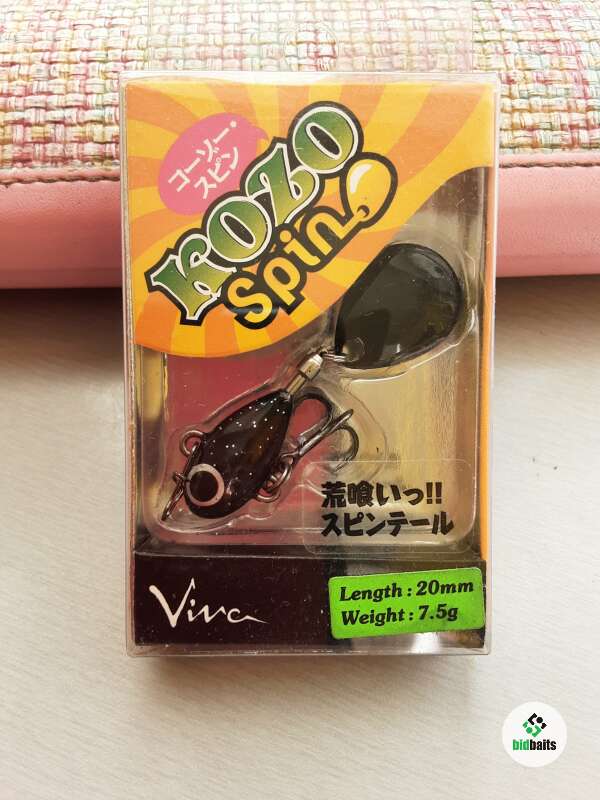 コーゾー・
スピン
KOZO
Spin
荒喰いっ!!
スピンテール
Viva
Length : 20mm
Weight : 7.5g
bidbaits